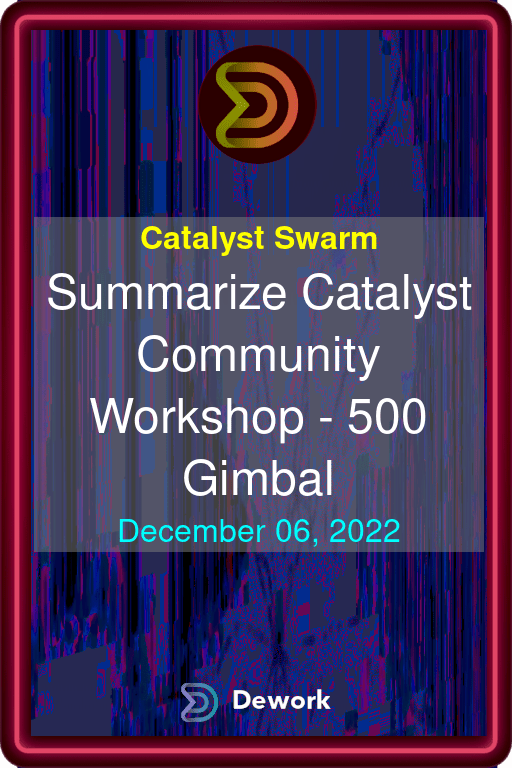 Catalyst Swarm
Summarize Catalyst
Community
Workshop - 500
Gimbal
December 06, 2022
Dework